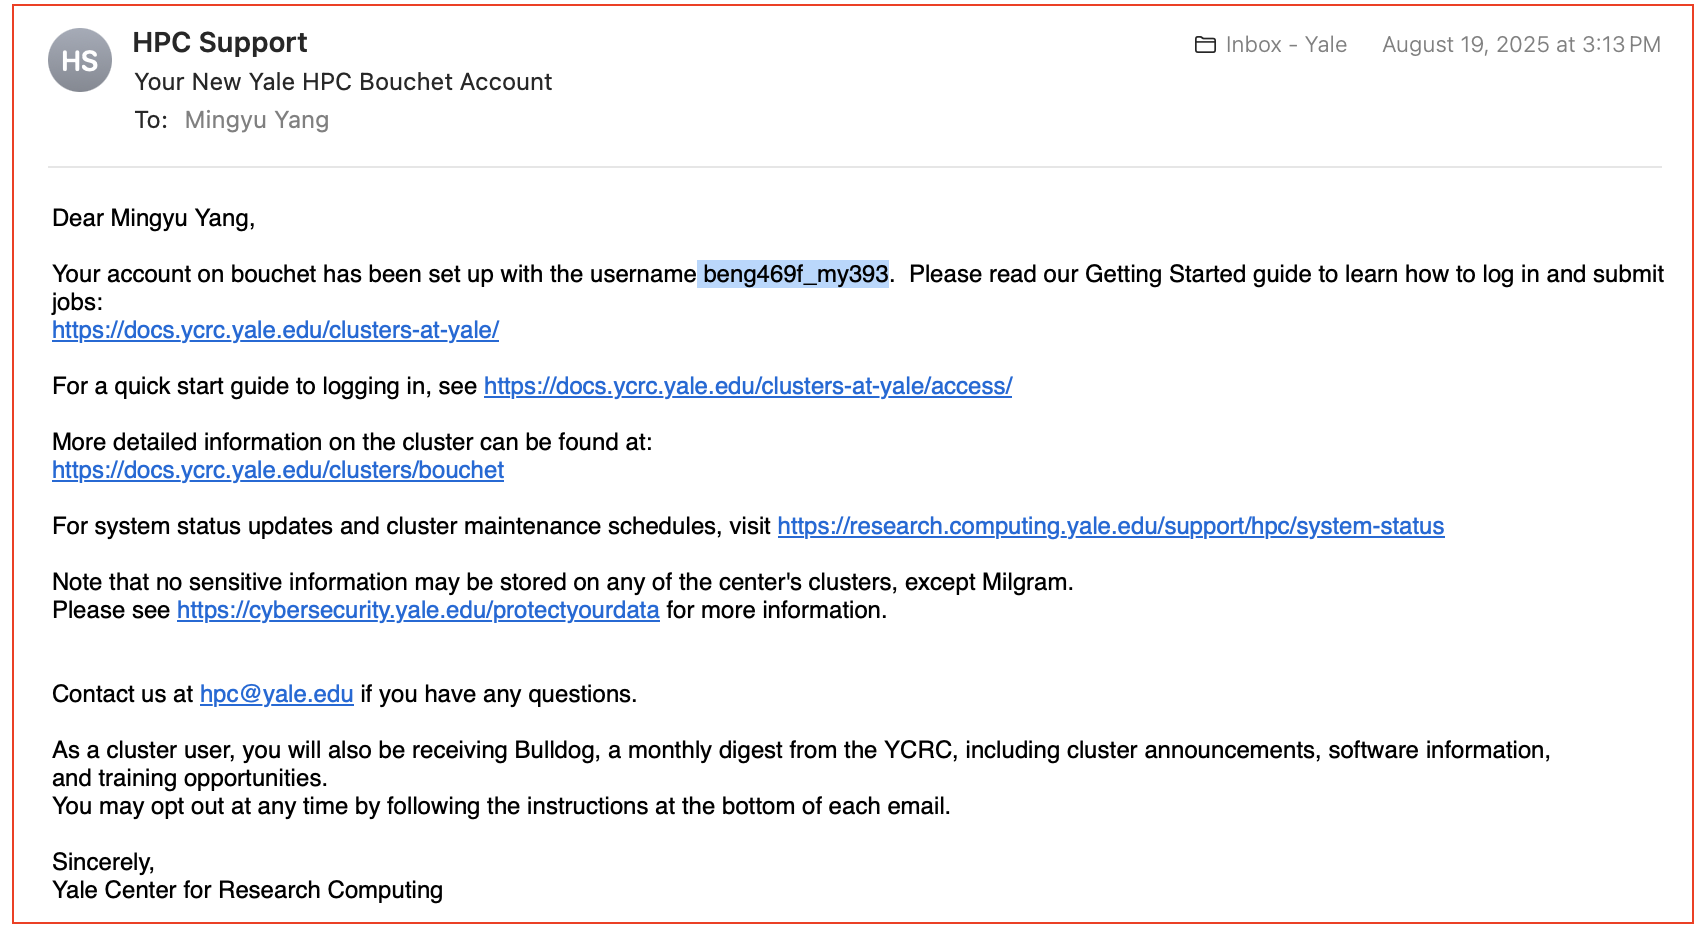 HS
HPC Support
Inbox - Yale
August 19, 2025 at 3:13 PM
Your New Yale HPC Bouchet Account
To: Mingyu Yang
Dear Mingyu Yang,
Your account on bouchet has been set up with the username beng469f_my393.  Please read our Getting Started guide to learn how to log in and submit
jobs:
https://docs.ycrc.yale.edu/clusters-at-yale/
For a quick start guide to logging in, see https://docs.ycrc.yale.edu/clusters-at-yale/access/
More detailed information on the cluster can be found at:
https://docs.ycrc.yale.edu/clusters/bouchet
For system status updates and cluster maintenance schedules, visit https://research.computing.yale.edu/support/hpc/system-status
Note that no sensitive information may be stored on any of the center's clusters, except Milgram.
Please see https://cybersecurity.yale.edu/protectyourdata for more information.
Contact us at hpc@yale.edu if you have any questions.
As a cluster user, you will also be receiving Bulldog, a monthly digest from the YCRC, including cluster announcements, software information,
and training opportunities.
You may opt out at any time by following the instructions at the bottom of each email.
Sincerely,
Yale Center for Research Computing